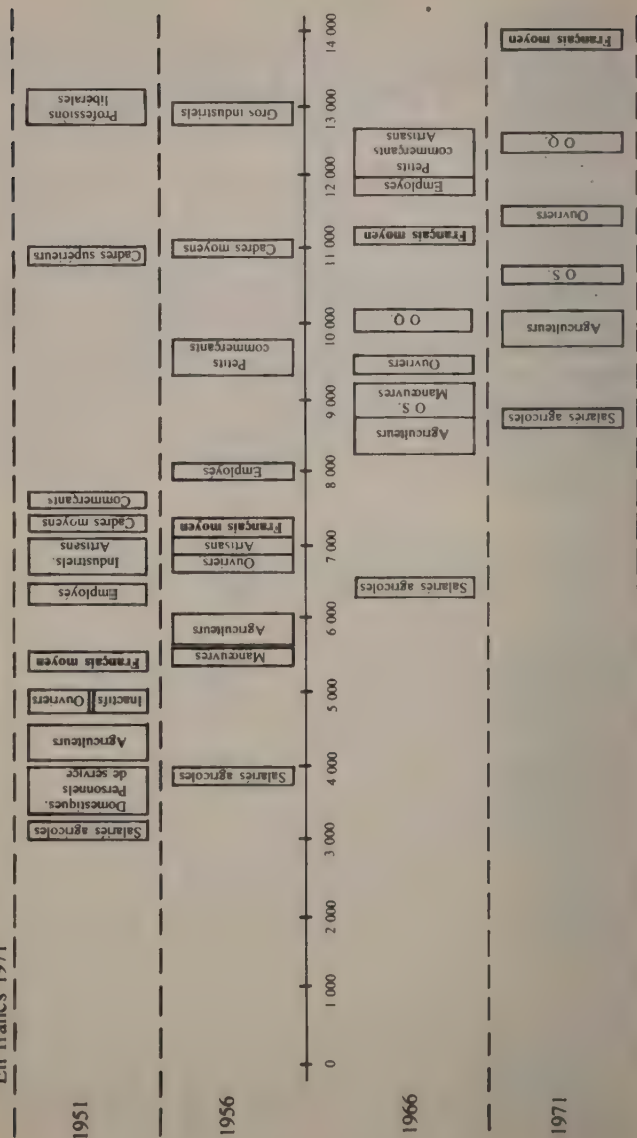 En francs 1971
1951
Salariés agricoles
Domestiques.
Personnels
de service
Agriculteurs
Inactifs
Ouvriers
Français moyen
Employés
Industriels.
Artisens
Cadres moyens
Commerçants
Cadres supérieurs
Professions
libérales
1956
Salariés agricoles
Manœuvres
Agriculteurs
Ouvriers
Artisans
Français moyen
Employés
Petits
commerçants
Cadres moyens
Gros industriels
0
1 000
2 000
3 000
4 000
5 000
6 000
7 000
8 000
9 000
10 000
11 000
12 000
13 000
14 000
1966
Salariés agricoles
Agriculteurs
O. S.
Manœuvres
Ouvriers
O Q.
Français moyen
Employés
Petits
commerçants
Artisans
1971
Salariés agricoles
Agriculteurs
O S.
Ouvriers
O Q.
Français moyen